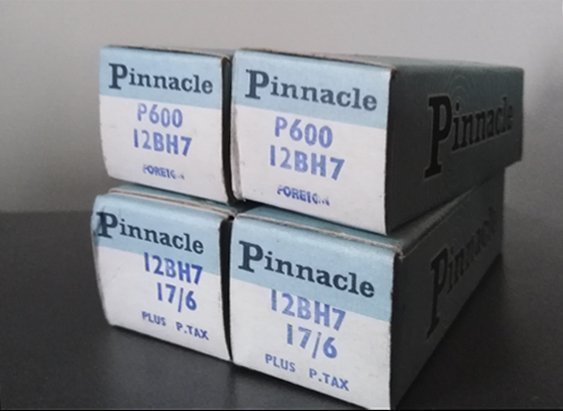 Pinnacle
P600
12BH7
FOREIGN
Pinnacle
P600
12BH7
FOREIGN
Pinnacle
Pinnacle
12BH7
17/6
PLUS P.TAX
Pinnacle
12BH7
17/6
PLUS P.TAX
Pinnacle